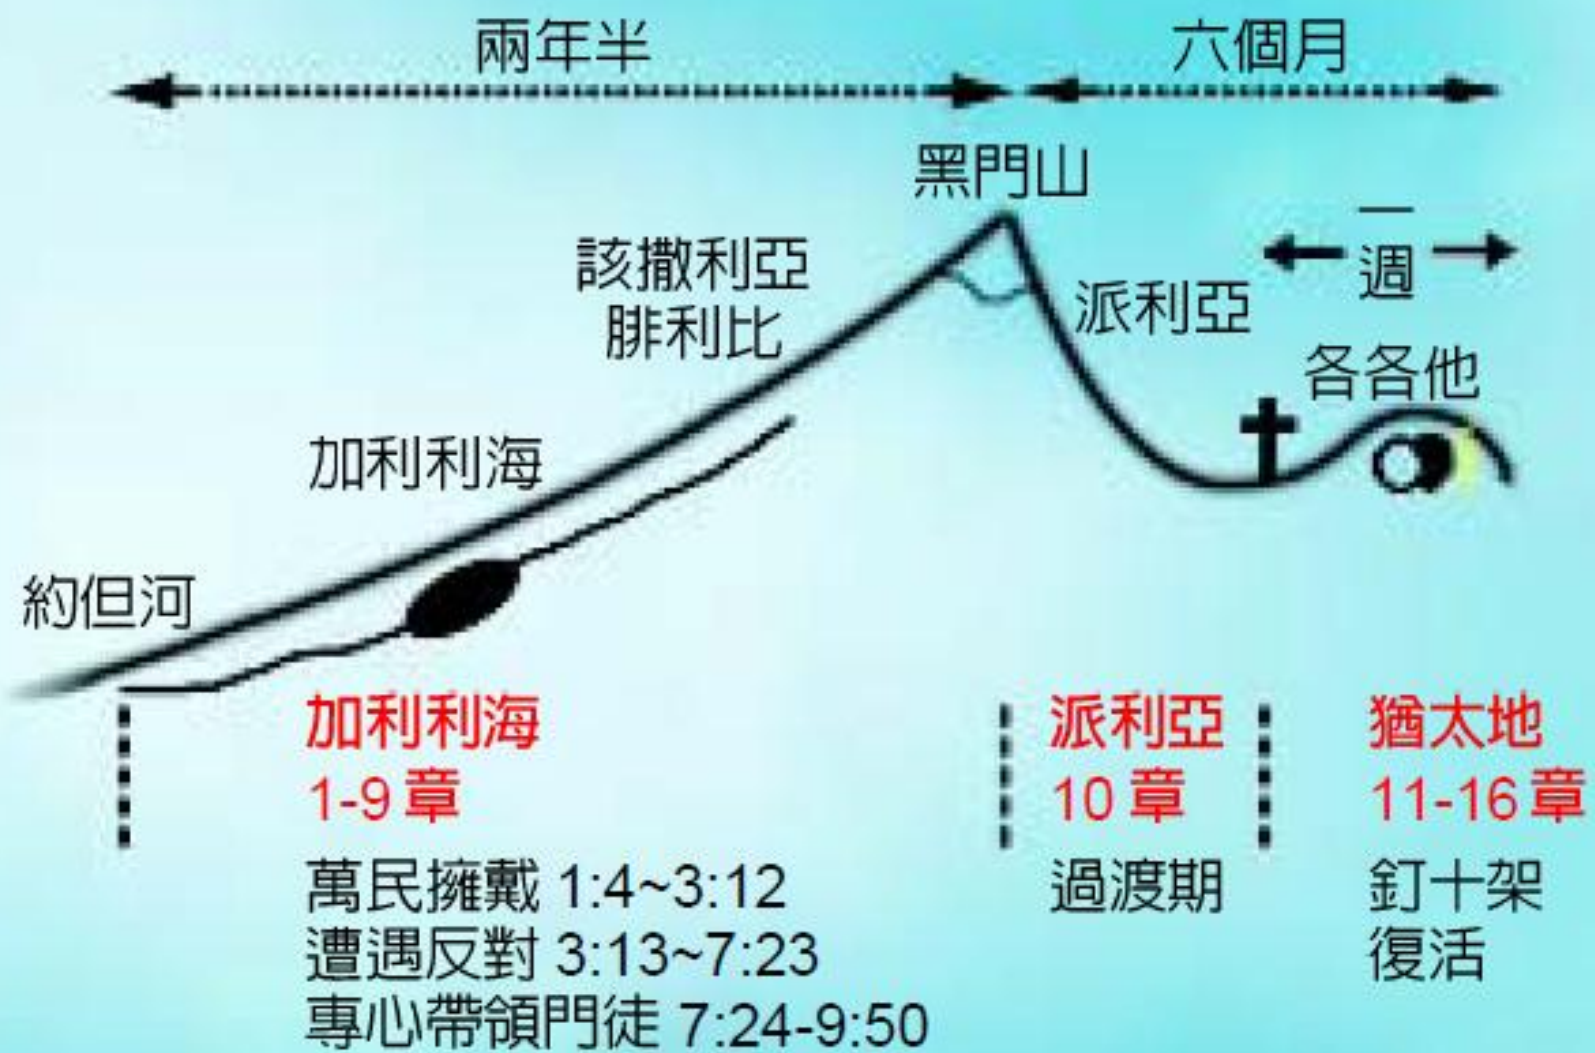 兩年半
六個月
黑門山
一
週
該撒利亞
腓利比
派利亞
各各他
加利利海
約但河
加利利海
1-9 章
萬民擁戴 1:4~3:12
遭遇反對 3:13~7:23
專心帶領門徒 7:24-9:50
派利亞
10 章
過渡期
猶太地
11-16 章
釘十架
復活